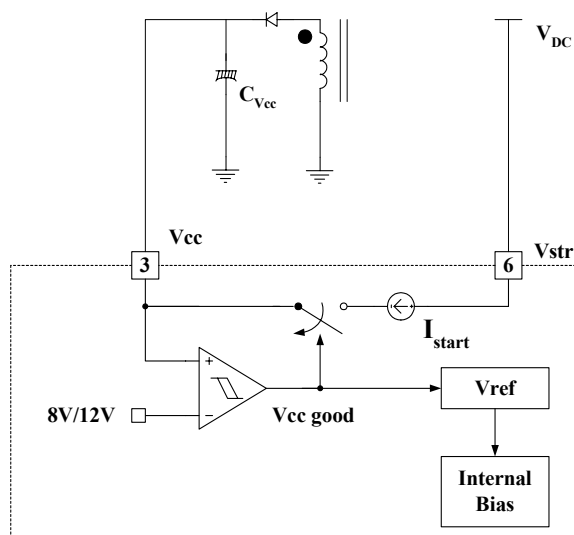 V_DC
C_Vcc
Vcc
Vstr
3
6
I_start
+
−
8V/12V
Vcc good
Vref
Internal
Bias